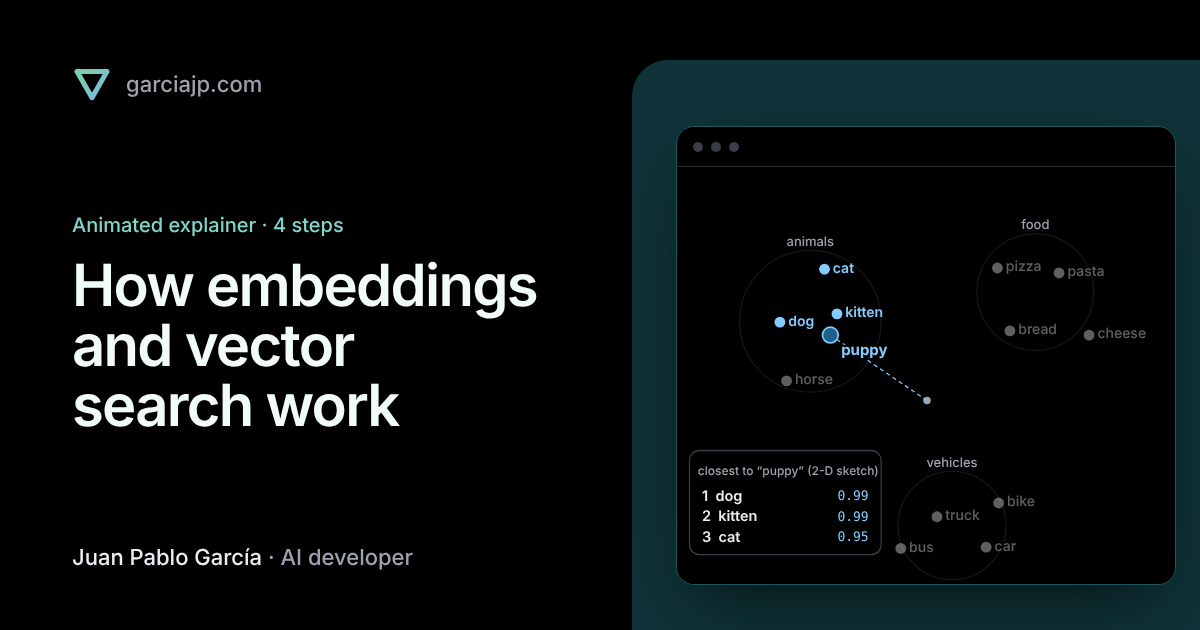 garciajp.com
Animated explainer · 4 steps
How embeddings
and vector
search work
Juan Pablo García · AI developer
animals
cat
dog
kitten
puppy
horse
food
pizza
pasta
bread
cheese
closest to “puppy” (2-D sketch)
1 dog 0.99
2 kitten 0.99
3 cat 0.95
vehicles
bike
truck
bus
car